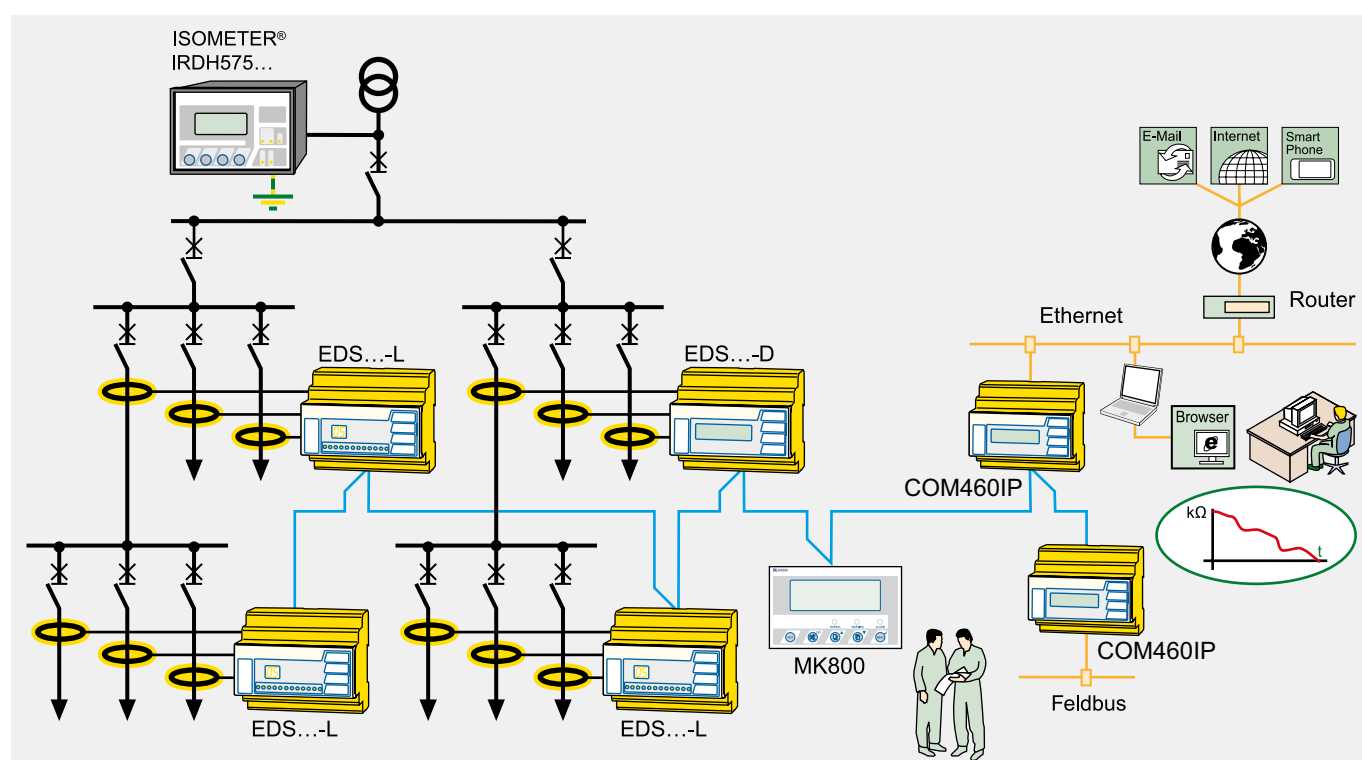 ISOMETER®
IRDH575...
E-Mail
Internet
Smart
Phone
Router
Ethernet
EDS...-L
EDS...-D
Browser
COM460IP
kΩ
t
MK800
COM460IP
Feldbus
EDS...-L
EDS...-L